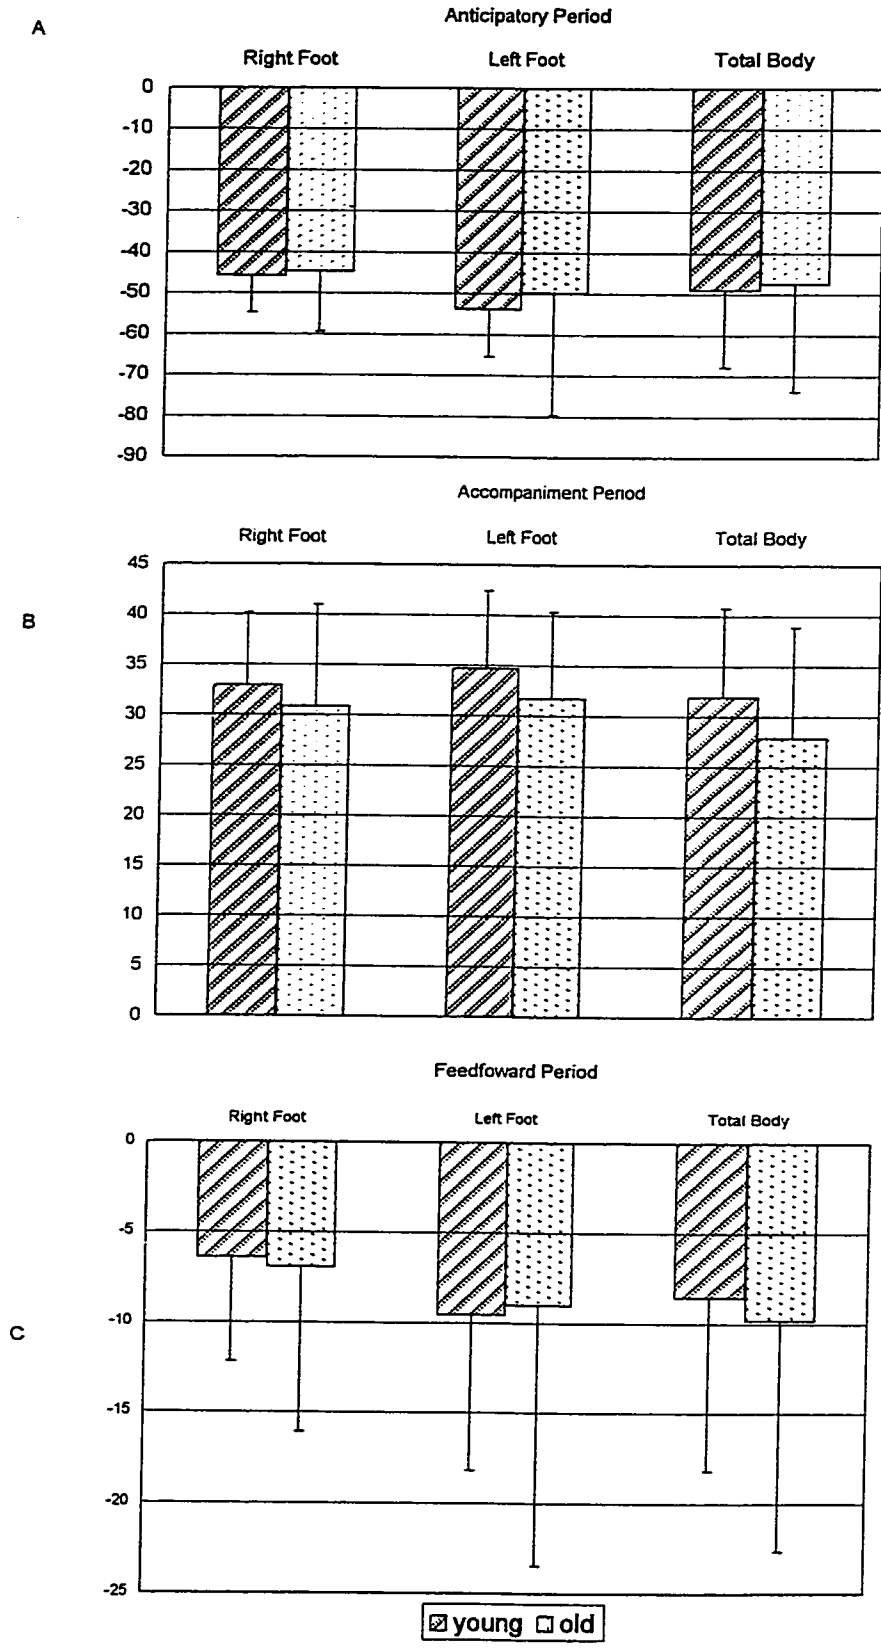 A
Anticipatory Period
Right Foot Left Foot Total Body
0
-10
-20
-30
-40
-50
-60
-70
-80
-90
Accompaniment Period
Right Foot Left Foot Total Body
B
45
40
35
30
25
20
15
10
5
0
Feedfoward Period
Right Foot Left Foot Total Body
C
0
-5
-10
-15
-20
-25
young old